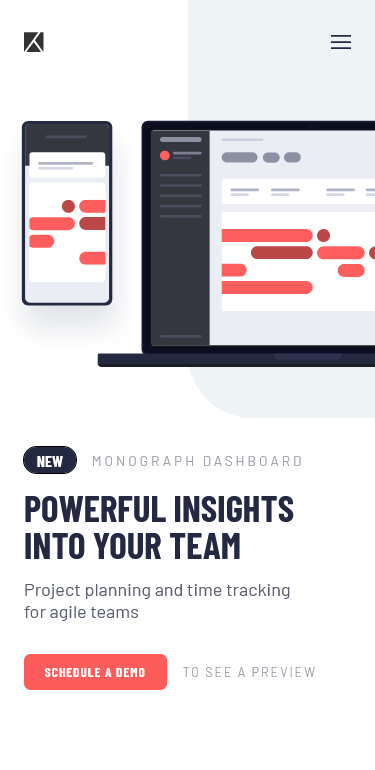 NEW
MONOGRAPH DASHBOARD
POWERFUL INSIGHTS
INTO YOUR TEAM
Project planning and time tracking
for agile teams
SCHEDULE A DEMO
TO SEE A PREVIEW